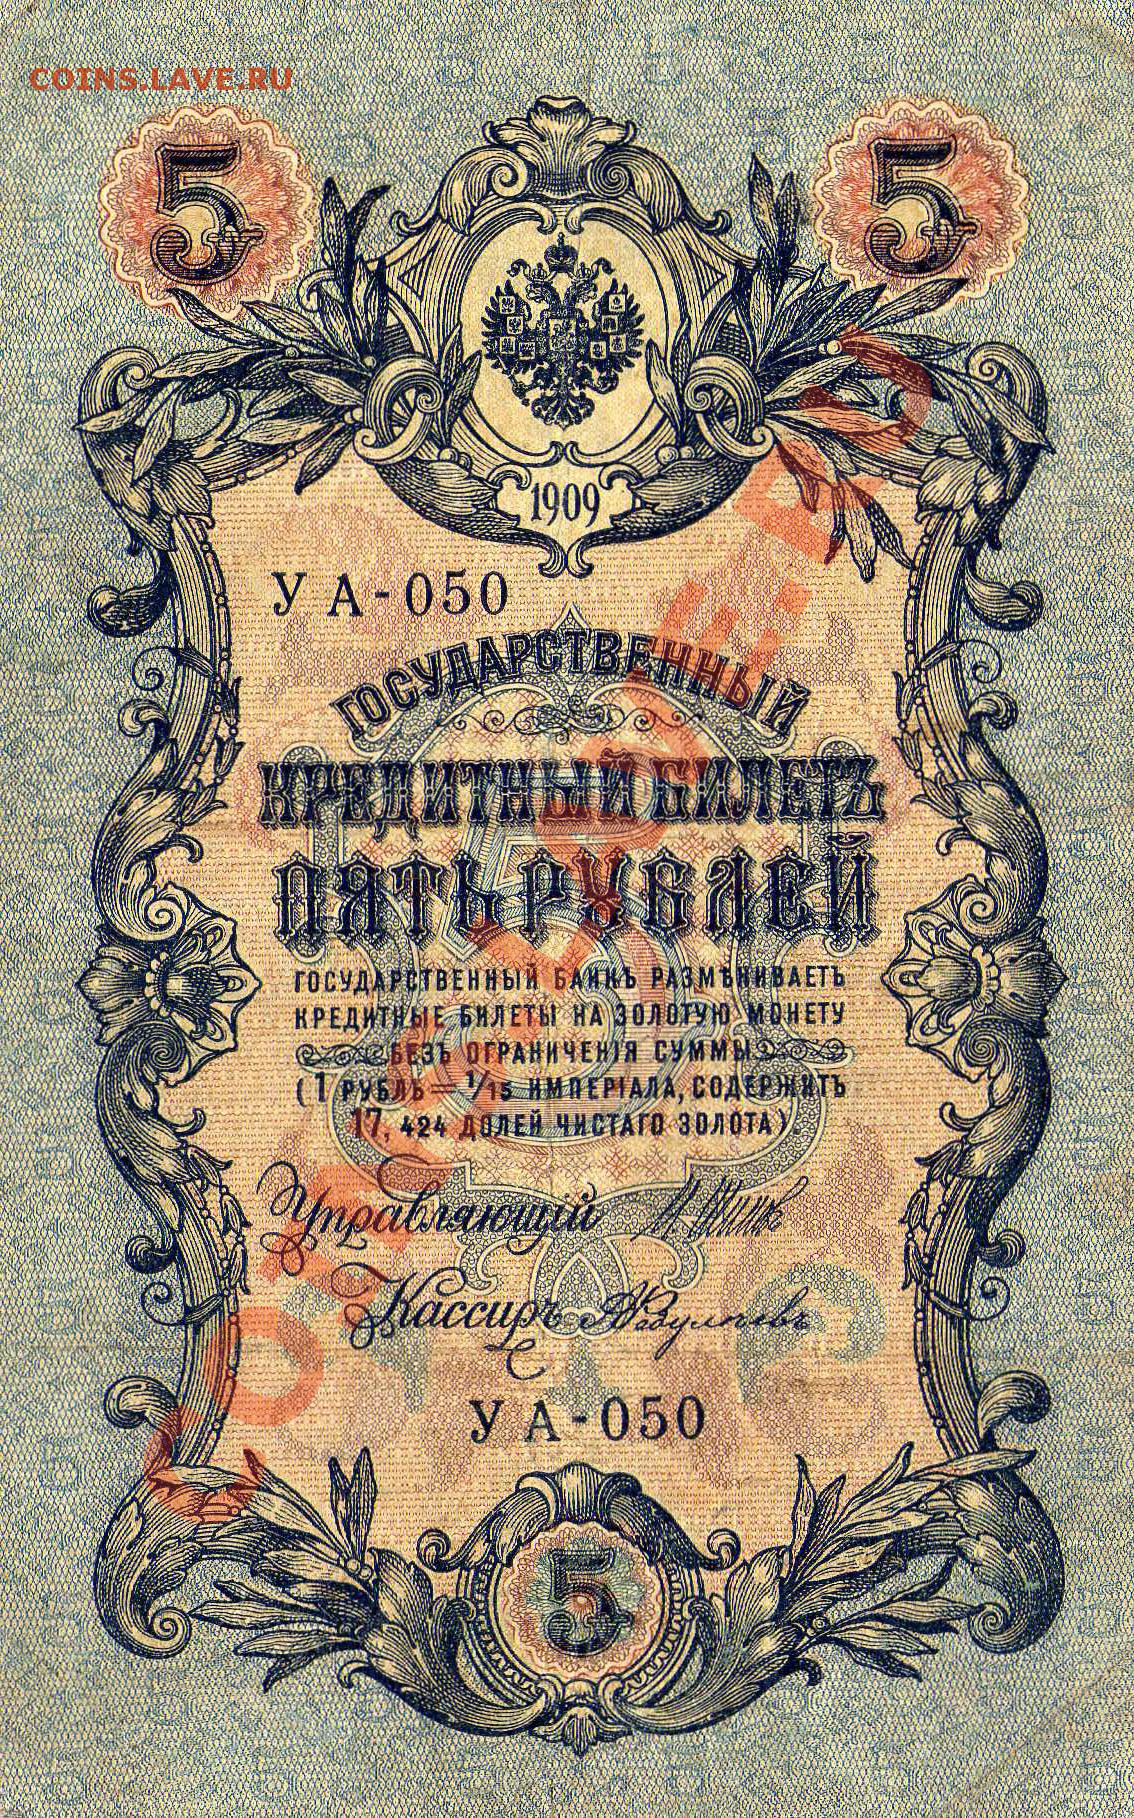 COINS.LAVE.RU
5 5
1909
УА-050
ГОСУДАРСТВЕННЫЙ
КРЕДИТНЫЙ БИЛЕТЪ
ПЯТЬ РУБЛЕЙ
ГОСУДАРСТВЕННЫЙ БАНКЪ РАЗМѢНИВАЕТЪ
КРЕДИТНЫЕ БИЛЕТЫ НА ЗОЛОТУЮ МОНЕТУ
БЕЗЪ ОГРАНИЧЕНІЯ СУММЫ
(1 РУБЛЬ = 1/15 ИМПЕРІАЛА, СОДЕРЖИТЪ
17, 424 ДОЛЕЙ ЧИСТАГО ЗОЛОТА)
Управляющій
Кассиръ
УА-050
5